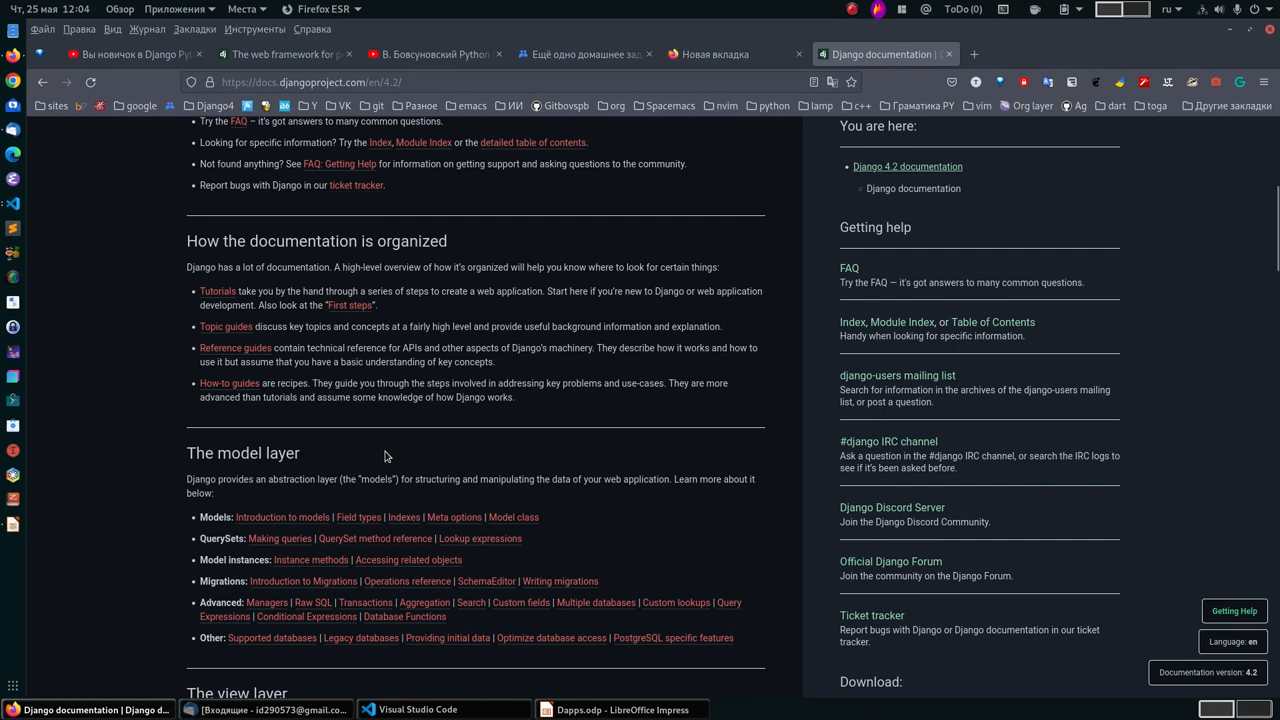 Чт, 25 мая 12:04 Обзор Приложения Места Firefox ESR ToDo(0) ru
Файл Правка Вид Журнал Закладки Инструменты Справка
Вы новичок в Django Pyt The web framework for p В. Бовсуновский Python Ещё одно домашнее зад Новая вкладка Django documentation | D
https://docs.djangoproject.com/en/4.2/
sites bP google Django4 Y VK git Разное emacs ИИ Gitbovspb org Spacemacs nvim python lamp c++ Граматика PY vim Org layer Ag dart toga Другие закладки
Try the FAQ – it's got answers to many common questions.
Looking for specific information? Try the Index, Module Index or the detailed table of contents.
Not found anything? See FAQ: Getting Help for information on getting support and asking questions to the community.
Report bugs with Django in our ticket tracker.
How the documentation is organized
Django has a lot of documentation. A high-level overview of how it's organized will help you know where to look for certain things:
Tutorials take you by the hand through a series of steps to create a web application. Start here if you're new to Django or web application
development. Also look at the "First steps".
Topic guides discuss key topics and concepts at a fairly high level and provide useful background information and explanation.
Reference guides contain technical reference for APIs and other aspects of Django's machinery. They describe how it works and how to
use it but assume that you have a basic understanding of key concepts.
How-to guides are recipes. They guide you through the steps involved in addressing key problems and use-cases. They are more
advanced than tutorials and assume some knowledge of how Django works.
The model layer
Django provides an abstraction layer (the "models") for structuring and manipulating the data of your web application. Learn more about it
below:
Models: Introduction to models | Field types | Indexes | Meta options | Model class
QuerySets: Making queries | QuerySet method reference | Lookup expressions
Model instances: Instance methods | Accessing related objects
Migrations: Introduction to Migrations | Operations reference | SchemaEditor | Writing migrations
Advanced: Managers | Raw SQL | Transactions | Aggregation | Search | Custom fields | Multiple databases | Custom lookups | Query
Expressions | Conditional Expressions | Database Functions
Other: Supported databases | Legacy databases | Providing initial data | Optimize database access | PostgreSQL specific features
The view layer
You are here:
Django 4.2 documentation
Django documentation
Getting help
FAQ
Try the FAQ — it's got answers to many common questions.
Index, Module Index, or Table of Contents
Handy when looking for specific information.
django-users mailing list
Search for information in the archives of the django-users mailing
list, or post a question.
#django IRC channel
Ask a question in the #django IRC channel, or search the IRC logs to
see if it's been asked before.
Django Discord Server
Join the Django Discord Community.
Official Django Forum
Join the community on the Django Forum.
Ticket tracker
Report bugs with Django or Django documentation in our ticket
tracker.
Download:
Getting Help
Language: en
Documentation version: 4.2
Django documentation | Django d... [Входящие - id290573@gmail.co... Visual Studio Code Dapps.odp - LibreOffice Impress